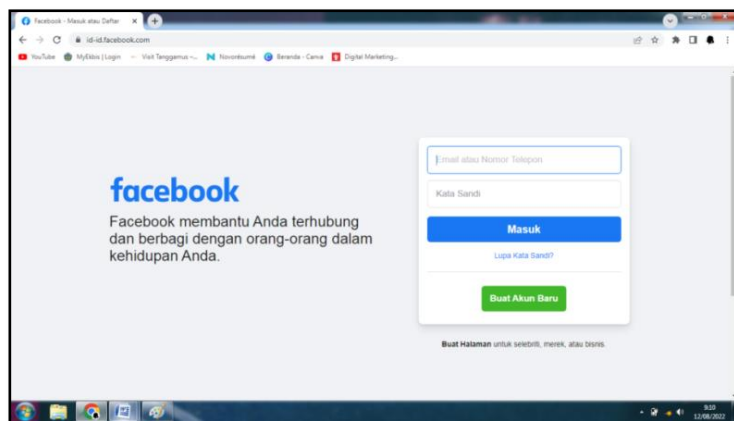 Facebook - Masuk atau Daftar
id-id.facebook.com
YouTube MyEkbis | Login Visit Tanggamus –... Novorésumé Beranda - Canva Digital Marketing...
facebook
Facebook membantu Anda terhubung
dan berbagi dengan orang-orang dalam
kehidupan Anda.
Email atau Nomor Telepon
Kata Sandi
Masuk
Lupa Kata Sandi?
Buat Akun Baru
Buat Halaman untuk selebriti, merek, atau bisnis.
9:10
12/08/2022